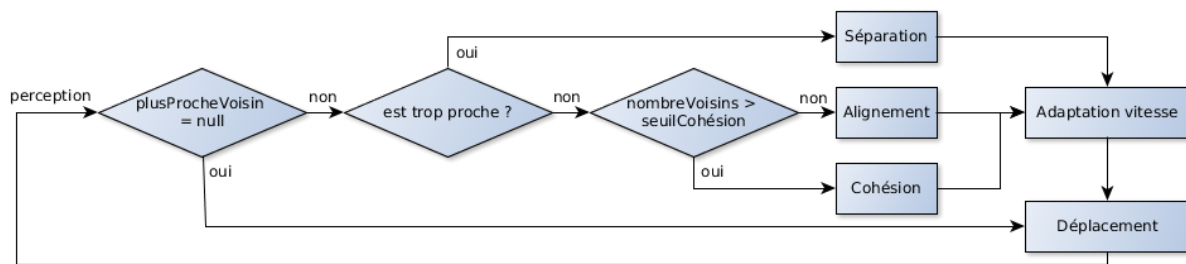 oui
Séparation
perception
plusProcheVoisin
= null
non
est trop proche ?
non
nombreVoisins >
seuilCohésion
non
Alignement
Adaptation vitesse
oui
oui
Cohésion
Déplacement